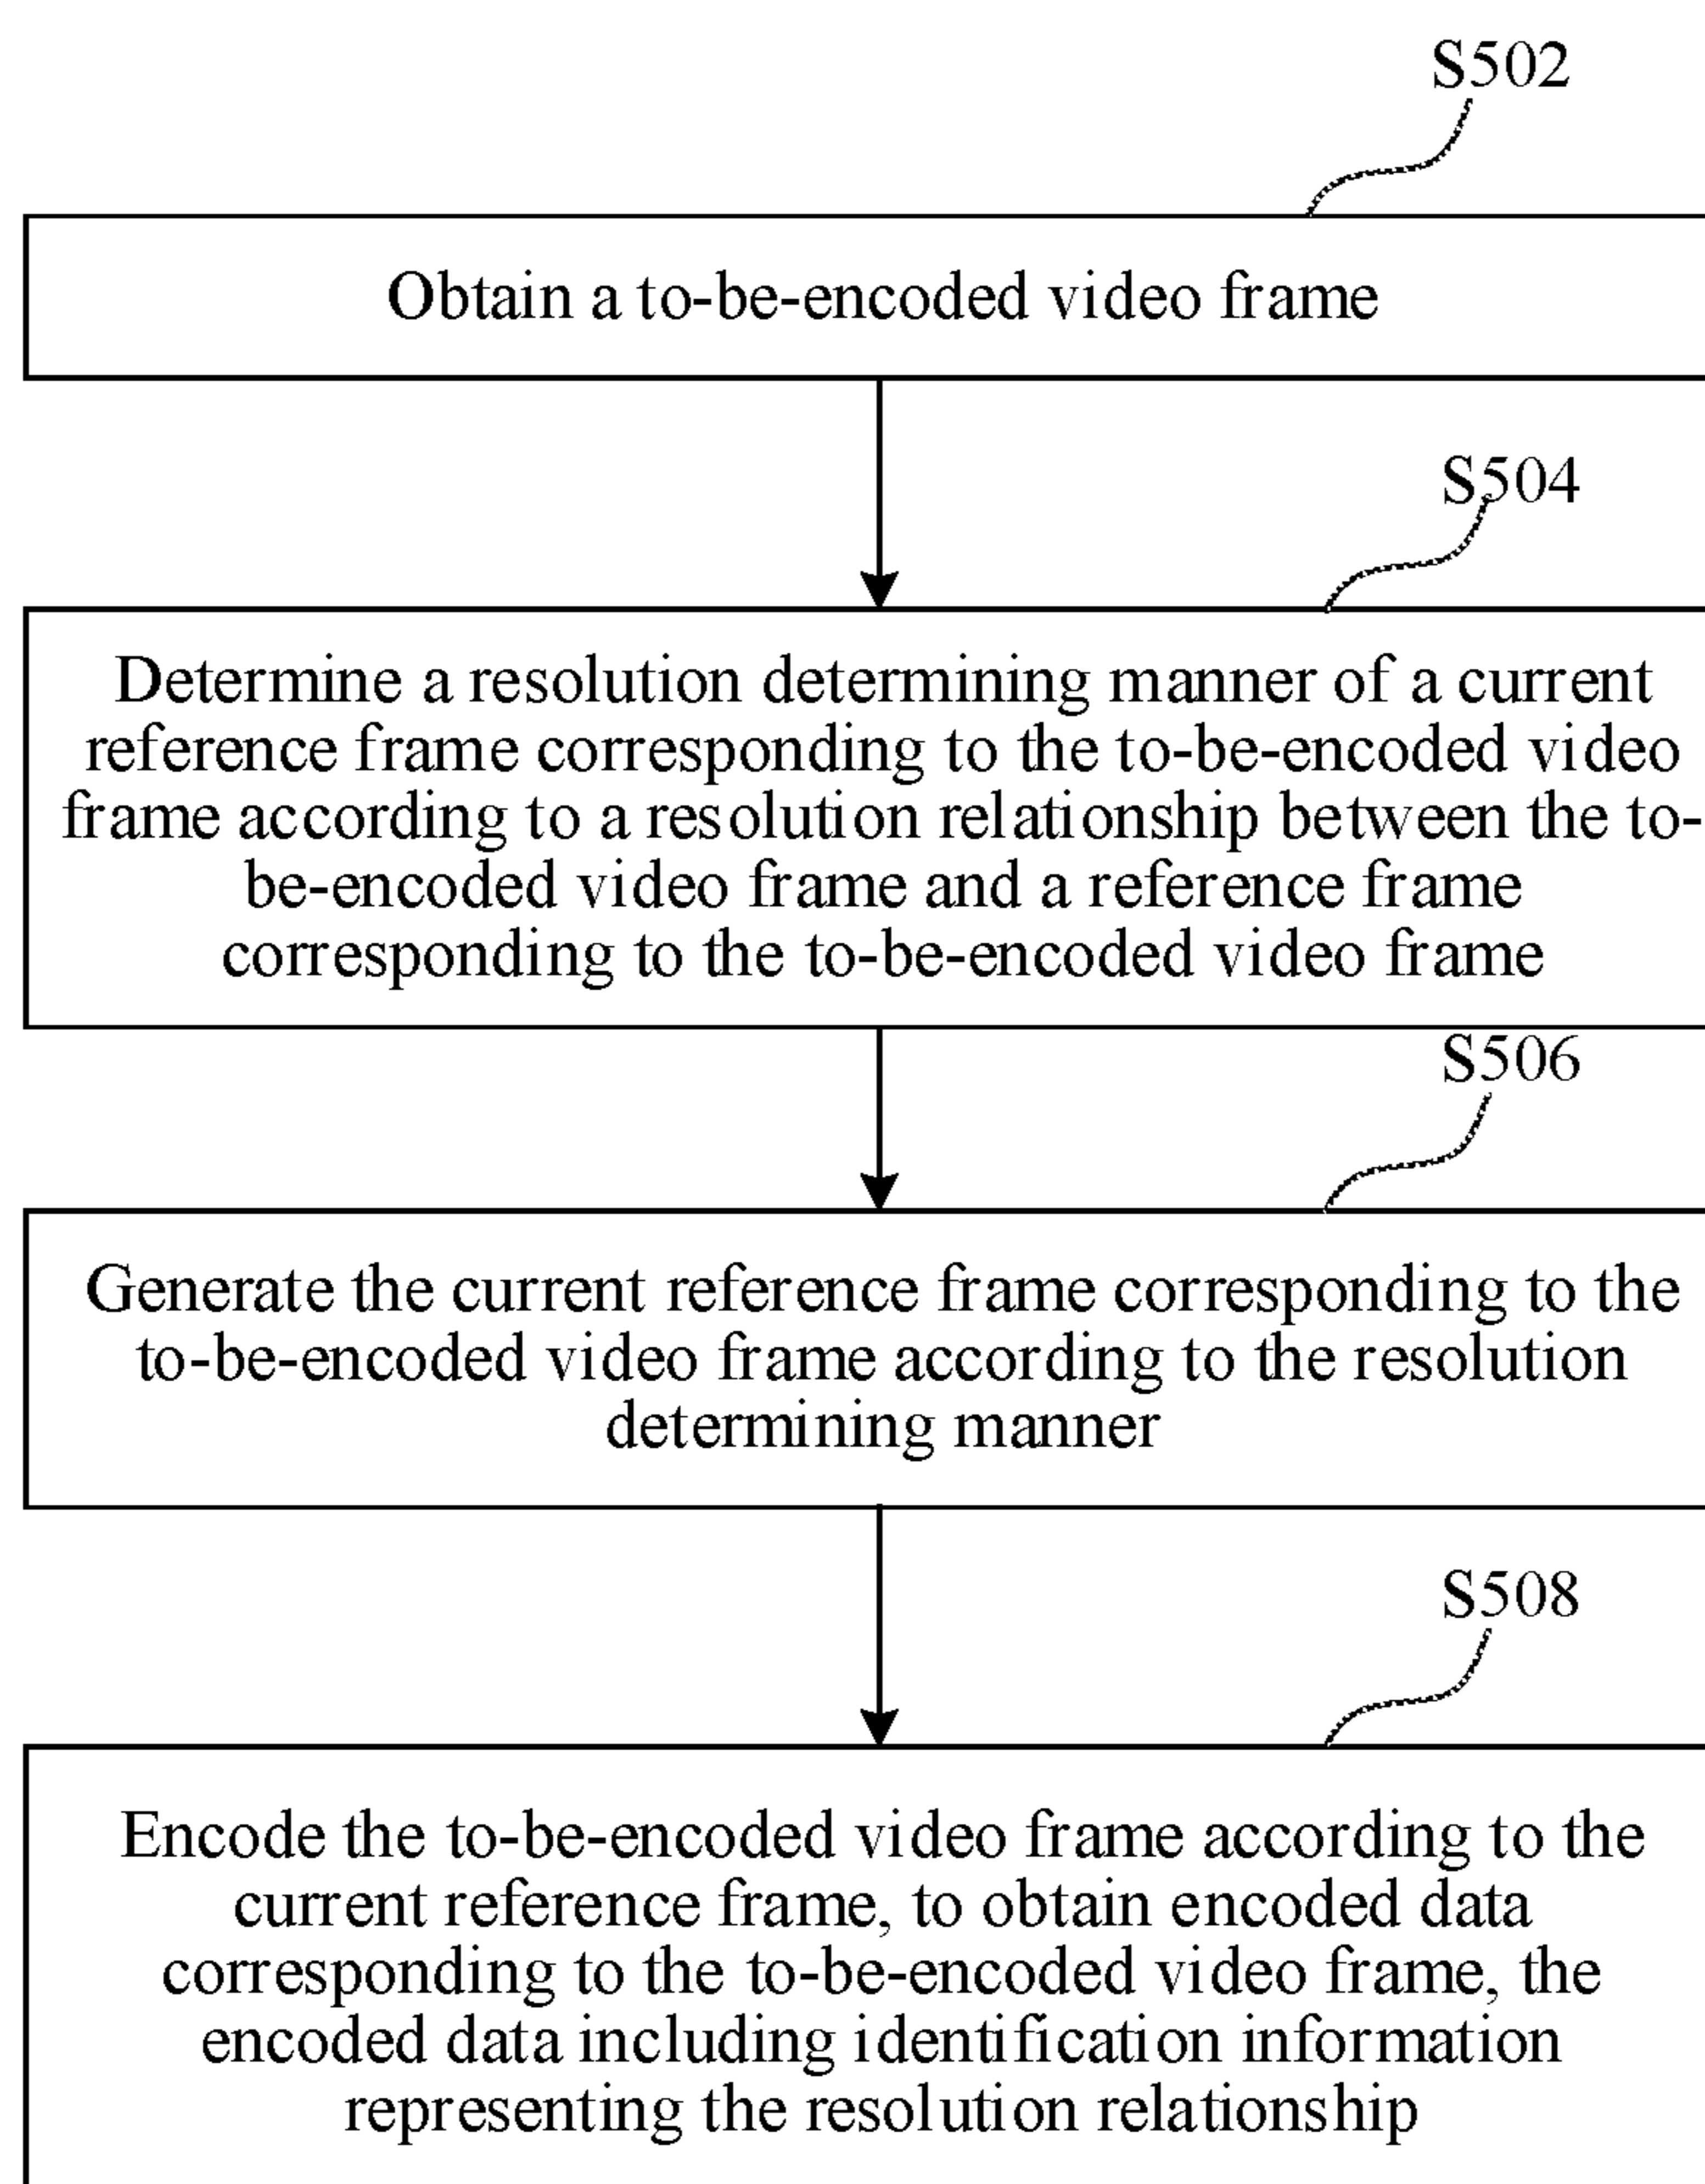 S502
Obtain a to-be-encoded video frame
S504
Determine a resolution determining manner of a current
reference frame corresponding to the to-be-encoded video
frame according to a resolution relationship between the to-
be-encoded video frame and a reference frame
corresponding to the to-be-encoded video frame
S506
Generate the current reference frame corresponding to the
to-be-encoded video frame according to the resolution
determining manner
S508
Encode the to-be-encoded video frame according to the
current reference frame, to obtain encoded data
corresponding to the to-be-encoded video frame, the
encoded data including identification information
representing the resolution relationship